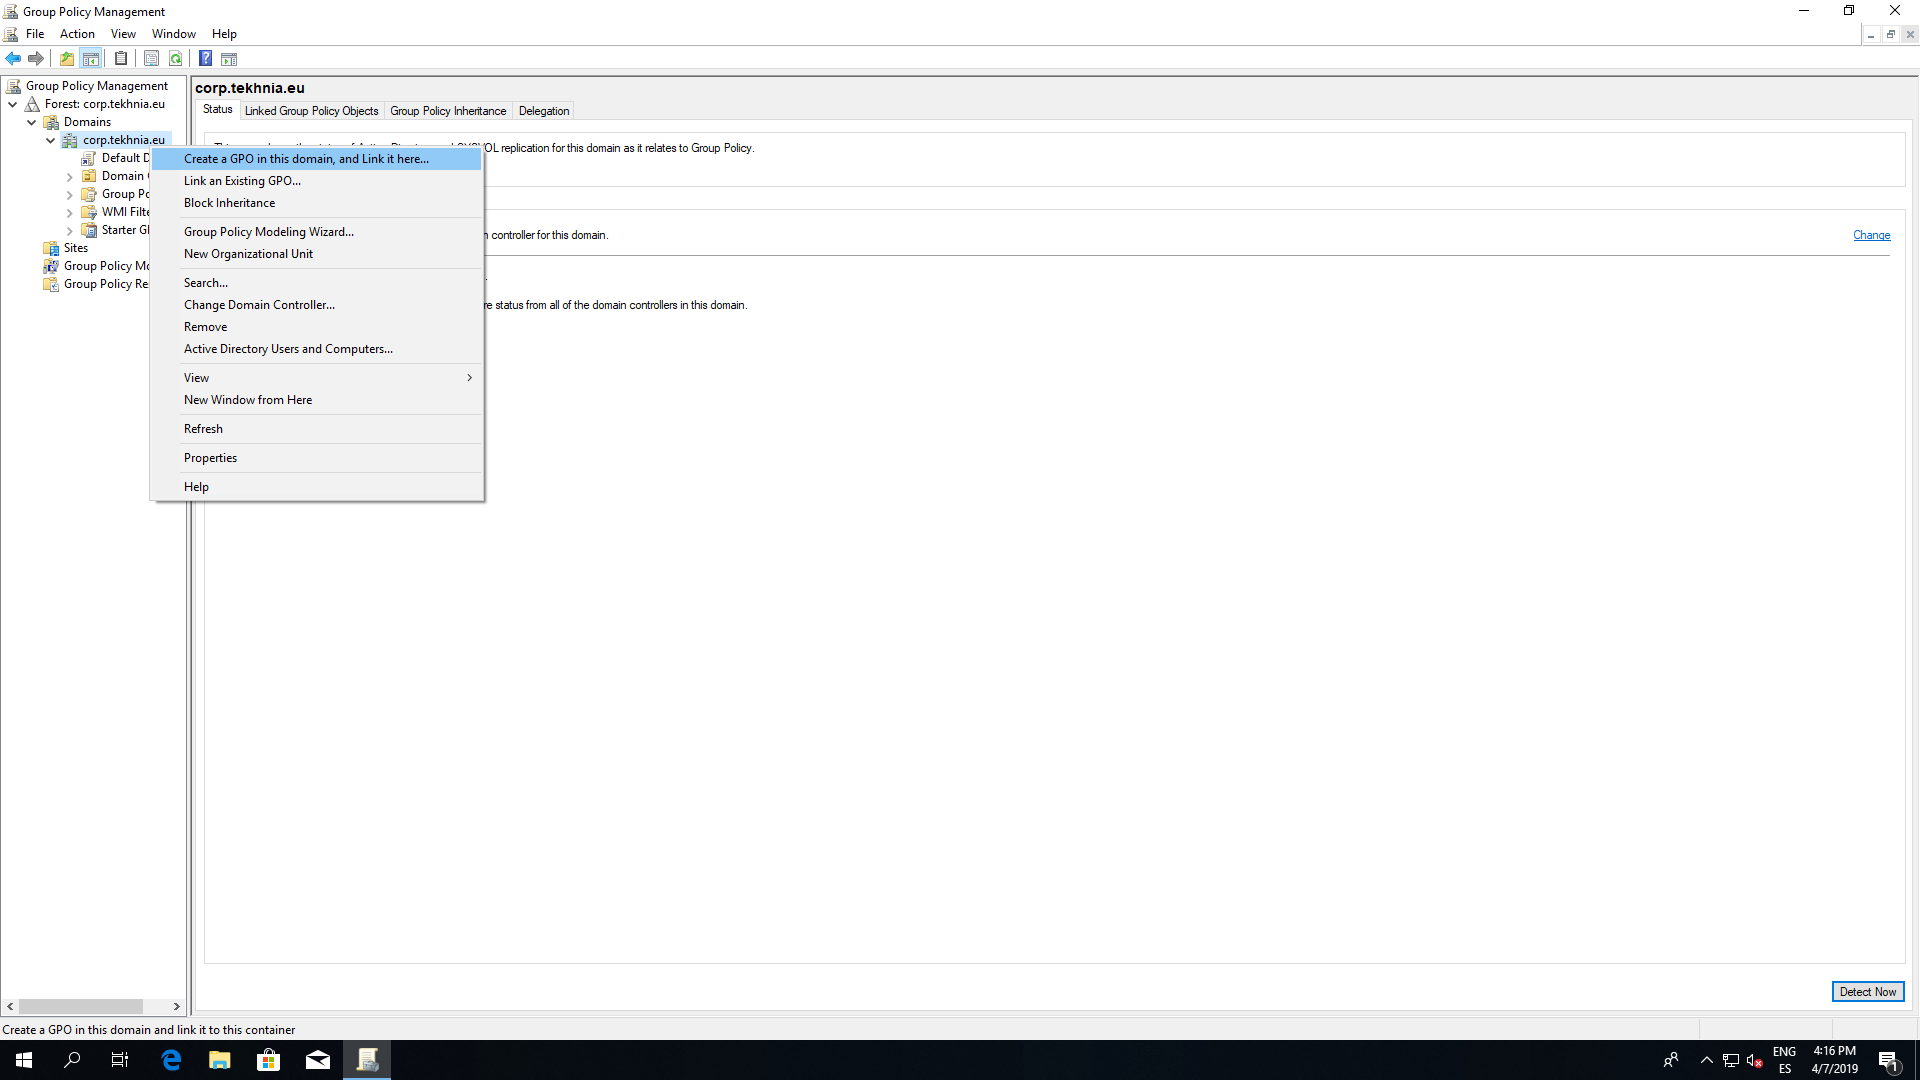 Group Policy Management
File Action View Window Help
Group Policy Management
Forest: corp.tekhnia.eu
Domains
corp.tekhnia.eu
Default D
Domain
Group Po
WMI Filte
Starter
Sites
Group Policy Mo
Group Policy Re
corp.tekhnia.eu
Status Linked Group Policy Objects Group Policy Inheritance Delegation
OL replication for this domain as it relates to Group Policy.
controller for this domain.
Change
status from all of the domain controllers in this domain.
Create a GPO in this domain, and Link it here...
Link an Existing GPO...
Block Inheritance
Group Policy Modeling Wizard...
New Organizational Unit
Search...
Change Domain Controller...
Remove
Active Directory Users and Computers...
View
New Window from Here
Refresh
Properties
Help
Detect Now
Create a GPO in this domain and link it to this container
ENG
ES
4:16 PM
4/7/2019
1